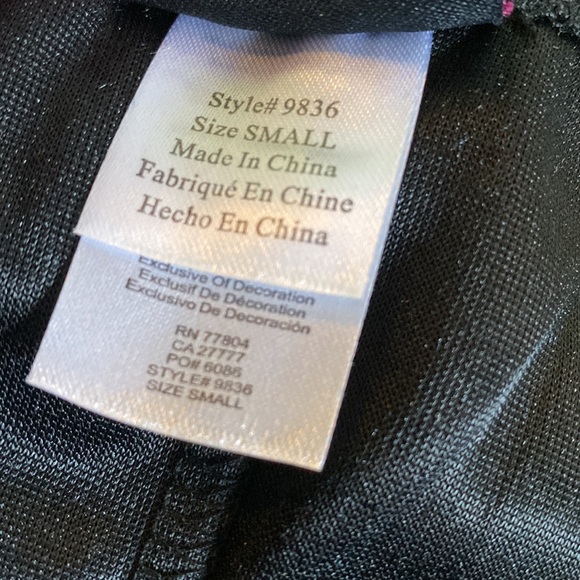 Style# 9836
Size SMALL
Made In China
Fabriqué En Chine
Hecho En China
Exclusive Of Decoration
Exclusif De Décoration
Exclusivo De Decoración
RN 77804
CA 27777
PO# 6086
STYLE# 9836
SIZE SMALL